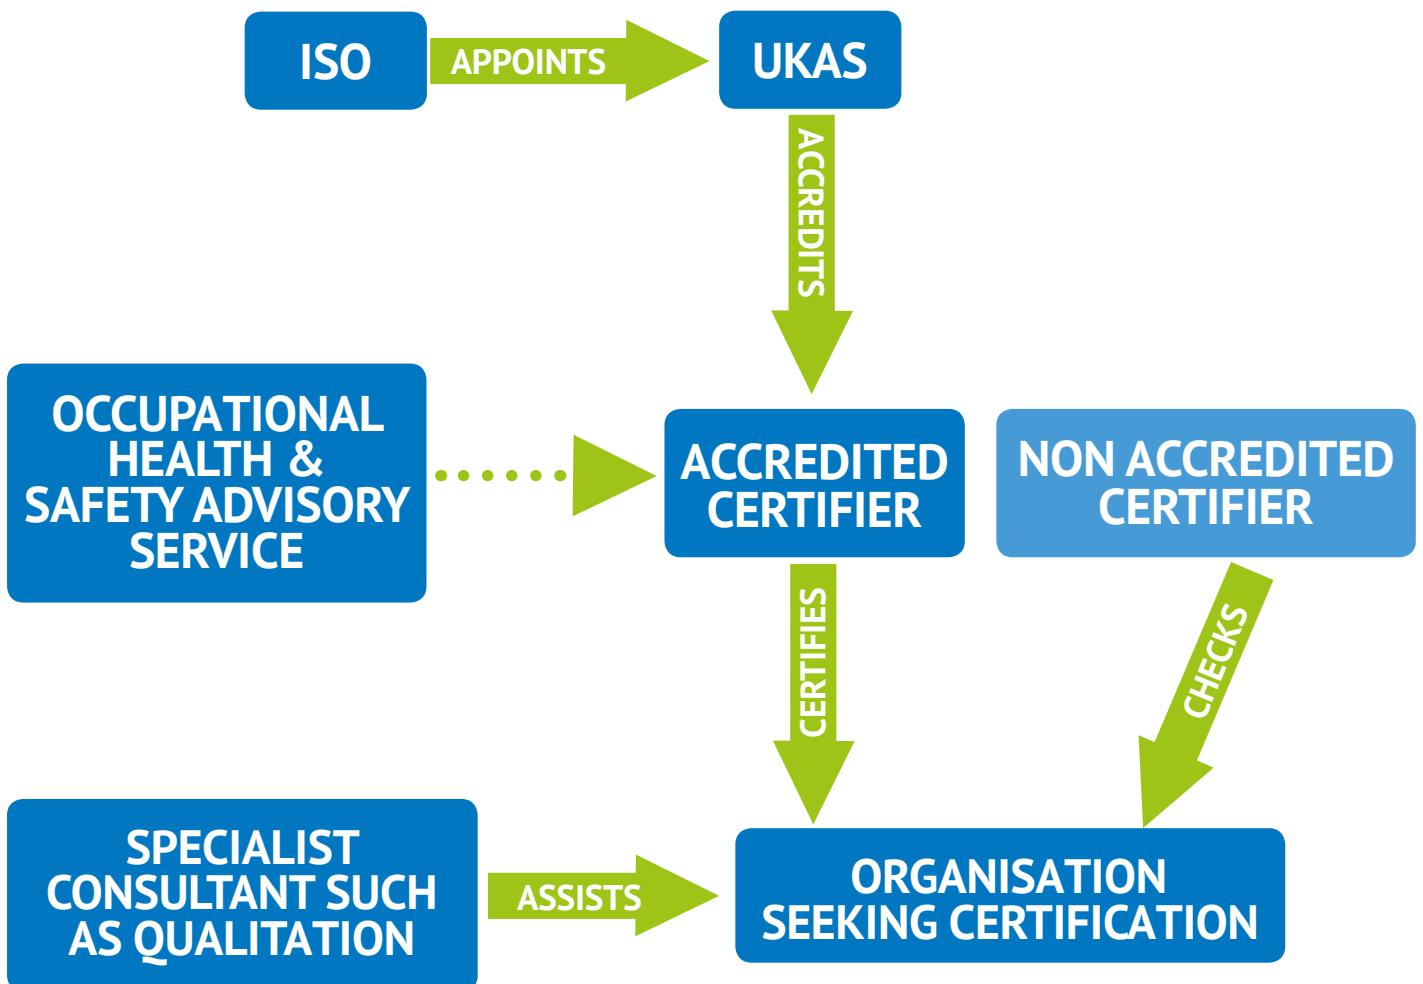 ISO
APPOINTS
UKAS
ACCREDITS
OCCUPATIONAL
HEALTH &
SAFETY ADVISORY
SERVICE
ACCREDITED
CERTIFIER
NON ACCREDITED
CERTIFIER
CERTIFIES
CHECKS
SPECIALIST
CONSULTANT SUCH
AS QUALITATION
ASSISTS
ORGANISATION
SEEKING CERTIFICATION